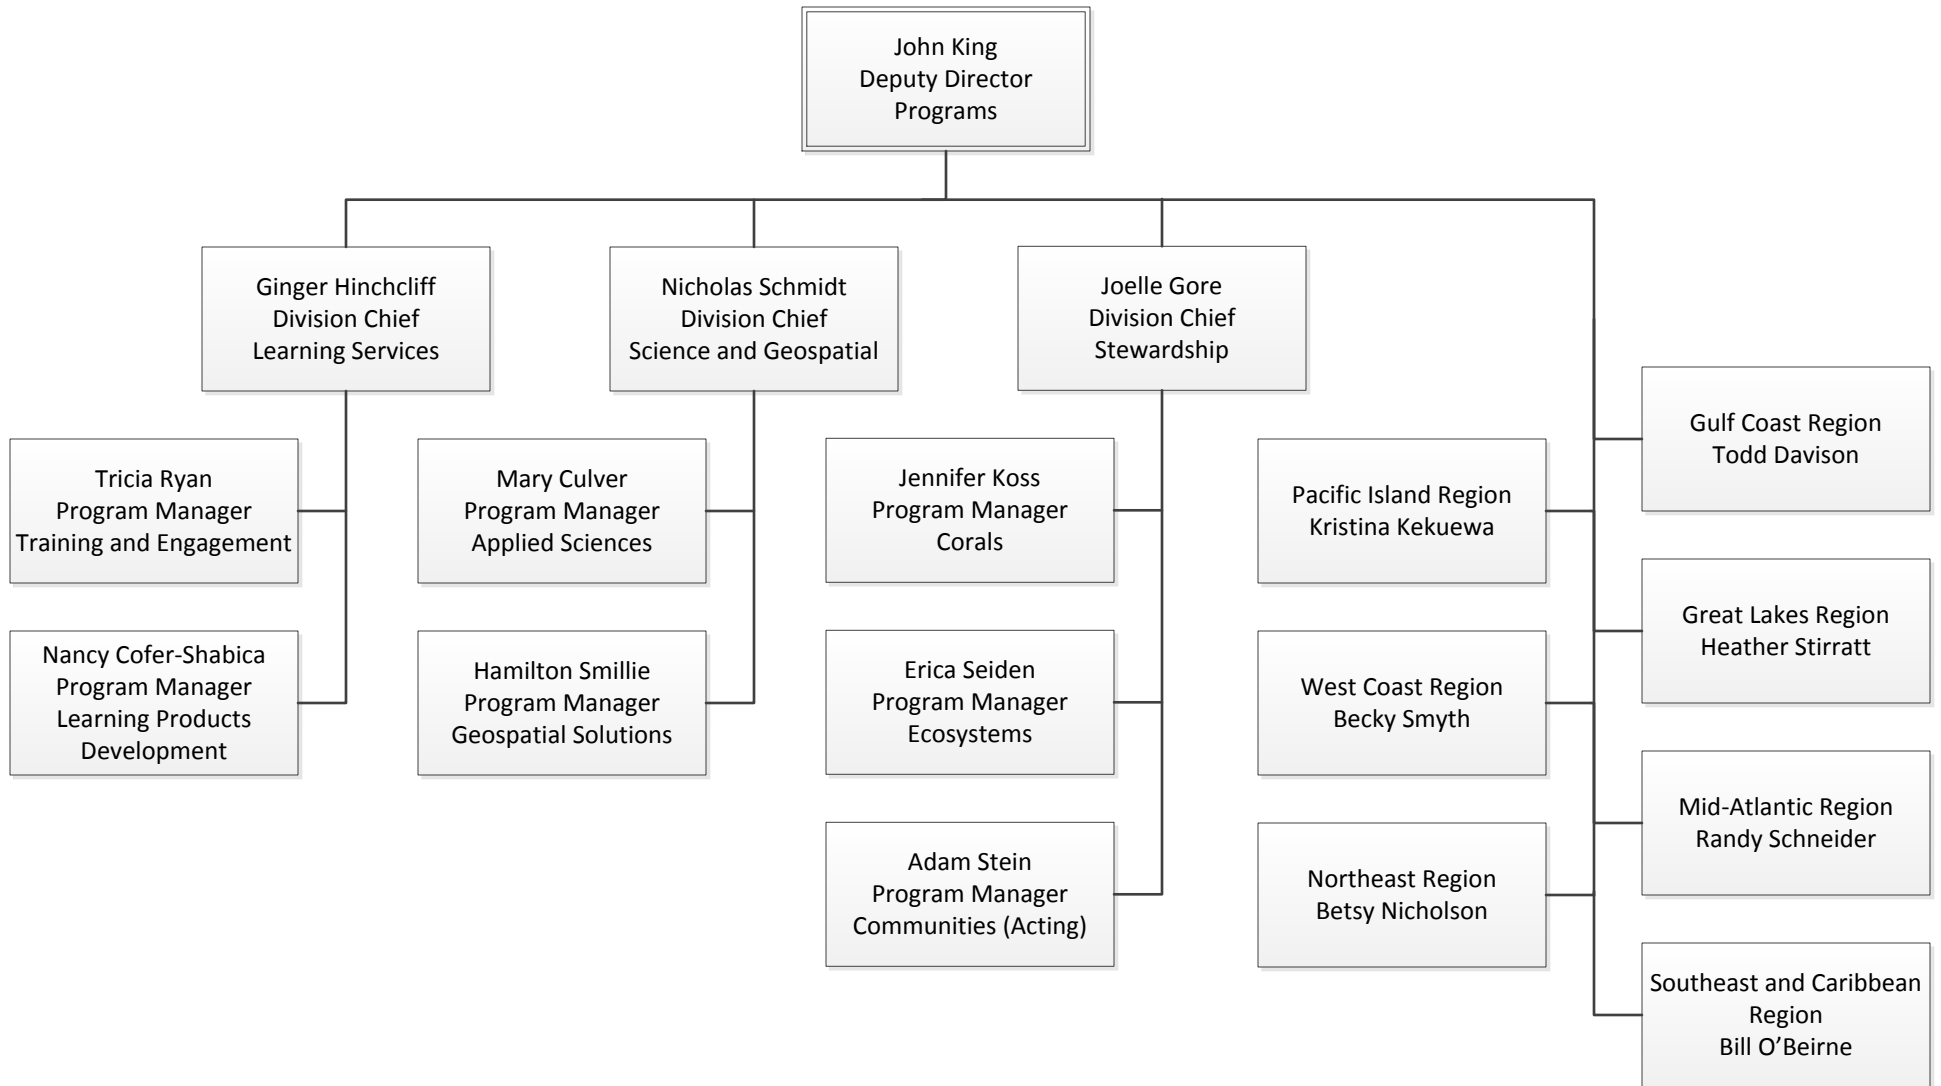 John King
Deputy Director
Programs
Ginger Hinchcliff
Division Chief
Learning Services
Nicholas Schmidt
Division Chief
Science and Geospatial
Joelle Gore
Division Chief
Stewardship
Tricia Ryan
Program Manager
Training and Engagement
Nancy Cofer-Shabica
Program Manager
Learning Products
Development
Mary Culver
Program Manager
Applied Sciences
Hamilton Smillie
Program Manager
Geospatial Solutions
Jennifer Koss
Program Manager
Corals
Erica Seiden
Program Manager
Ecosystems
Adam Stein
Program Manager
Communities (Acting)
Pacific Island Region
Kristina Kekuewa
West Coast Region
Becky Smyth
Northeast Region
Betsy Nicholson
Gulf Coast Region
Todd Davison
Great Lakes Region
Heather Stirratt
Mid-Atlantic Region
Randy Schneider
Southeast and Caribbean
Region
Bill O’Beirne